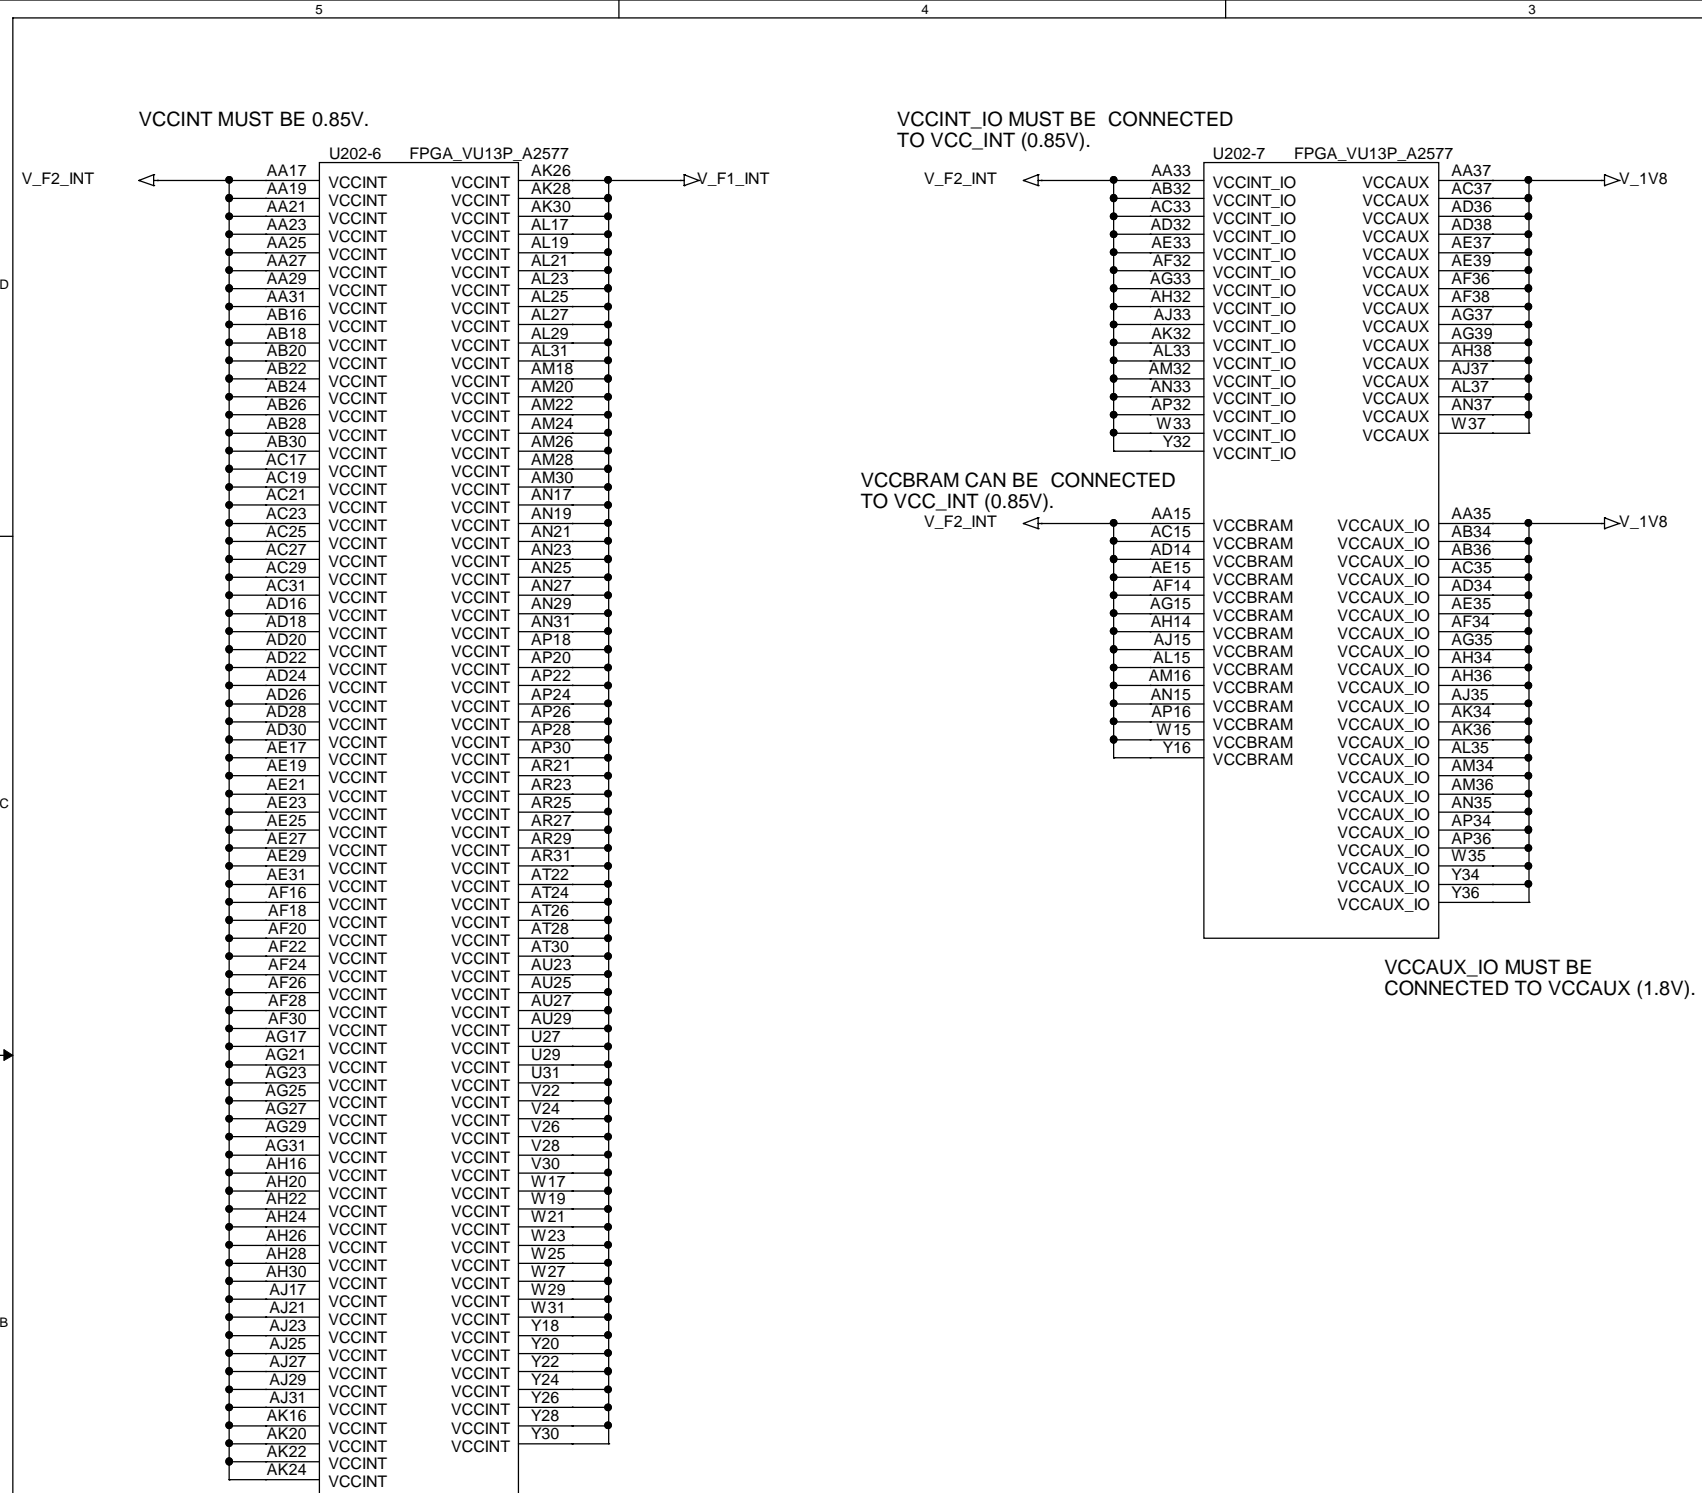 5 4 3
VCCINT MUST BE 0.85V.
VCCINT_IO MUST BE CONNECTED
TO VCC_INT (0.85V).
U202-6 FPGA_VU13P_A2577
U202-7 FPGA_VU13P_A2577
V_F2_INT
V_F1_INT
AA17 VCCINT VCCINT AK26
AA19 VCCINT VCCINT AK28
AA21 VCCINT VCCINT AK30
AA23 VCCINT VCCINT AL17
AA25 VCCINT VCCINT AL19
AA27 VCCINT VCCINT AL21
AA29 VCCINT VCCINT AL23
AA31 VCCINT VCCINT AL25
AB16 VCCINT VCCINT AL27
AB18 VCCINT VCCINT AL29
AB20 VCCINT VCCINT AL31
AB22 VCCINT VCCINT AM18
AB24 VCCINT VCCINT AM20
AB26 VCCINT VCCINT AM22
AB28 VCCINT VCCINT AM24
AB30 VCCINT VCCINT AM26
AC17 VCCINT VCCINT AM28
AC19 VCCINT VCCINT AM30
AC21 VCCINT VCCINT AN17
AC23 VCCINT VCCINT AN19
AC25 VCCINT VCCINT AN21
AC27 VCCINT VCCINT AN23
AC29 VCCINT VCCINT AN25
AC31 VCCINT VCCINT AN27
AD16 VCCINT VCCINT AN29
AD18 VCCINT VCCINT AN31
AD20 VCCINT VCCINT AP18
AD22 VCCINT VCCINT AP20
AD24 VCCINT VCCINT AP22
AD26 VCCINT VCCINT AP24
AD28 VCCINT VCCINT AP26
AD30 VCCINT VCCINT AP28
AE17 VCCINT VCCINT AP30
AE19 VCCINT VCCINT AR21
AE21 VCCINT VCCINT AR23
AE23 VCCINT VCCINT AR25
AE25 VCCINT VCCINT AR27
AE27 VCCINT VCCINT AR29
AE29 VCCINT VCCINT AR31
AE31 VCCINT VCCINT AT22
AF16 VCCINT VCCINT AT24
AF18 VCCINT VCCINT AT26
AF20 VCCINT VCCINT AT28
AF22 VCCINT VCCINT AT30
AF24 VCCINT VCCINT AU23
AF26 VCCINT VCCINT AU25
AF28 VCCINT VCCINT AU27
AF30 VCCINT VCCINT AU29
AG17 VCCINT VCCINT U27
AG21 VCCINT VCCINT U29
AG23 VCCINT VCCINT U31
AG25 VCCINT VCCINT V22
AG27 VCCINT VCCINT V24
AG29 VCCINT VCCINT V26
AG31 VCCINT VCCINT V28
AH16 VCCINT VCCINT V30
AH20 VCCINT VCCINT W17
AH22 VCCINT VCCINT W19
AH24 VCCINT VCCINT W21
AH26 VCCINT VCCINT W23
AH28 VCCINT VCCINT W25
AH30 VCCINT VCCINT W27
AJ17 VCCINT VCCINT W29
AJ21 VCCINT VCCINT W31
AJ23 VCCINT VCCINT Y18
AJ25 VCCINT VCCINT Y20
AJ27 VCCINT VCCINT Y22
AJ29 VCCINT VCCINT Y24
AJ31 VCCINT VCCINT Y26
AK16 VCCINT VCCINT Y28
AK20 VCCINT VCCINT Y30
AK22 VCCINT
AK24 VCCINT
V_F2_INT
V_1V8
AA33 VCCINT_IO VCCAUX AA37
AB32 VCCINT_IO VCCAUX AC37
AC33 VCCINT_IO VCCAUX AD36
AD32 VCCINT_IO VCCAUX AD38
AE33 VCCINT_IO VCCAUX AE37
AF32 VCCINT_IO VCCAUX AE39
AG33 VCCINT_IO VCCAUX AF36
AH32 VCCINT_IO VCCAUX AF38
AJ33 VCCINT_IO VCCAUX AG37
AK32 VCCINT_IO VCCAUX AG39
AL33 VCCINT_IO VCCAUX AH38
AM32 VCCINT_IO VCCAUX AJ37
AN33 VCCINT_IO VCCAUX AL37
AP32 VCCINT_IO VCCAUX AN37
W33 VCCINT_IO VCCAUX W37
Y32 VCCINT_IO
VCCBRAM CAN BE CONNECTED
TO VCC_INT (0.85V).
V_F2_INT
V_1V8
AA15 VCCBRAM VCCAUX_IO AA35
AC15 VCCBRAM VCCAUX_IO AB34
AD14 VCCBRAM VCCAUX_IO AB36
AE15 VCCBRAM VCCAUX_IO AC35
AF14 VCCBRAM VCCAUX_IO AD34
AG15 VCCBRAM VCCAUX_IO AE35
AH14 VCCBRAM VCCAUX_IO AF34
AJ15 VCCBRAM VCCAUX_IO AG35
AL15 VCCBRAM VCCAUX_IO AH34
AM16 VCCBRAM VCCAUX_IO AH36
AN15 VCCBRAM VCCAUX_IO AJ35
AP16 VCCBRAM VCCAUX_IO AK34
W15 VCCBRAM VCCAUX_IO AK36
Y16 VCCBRAM VCCAUX_IO AL35
VCCAUX_IO AM34
VCCAUX_IO AM36
VCCAUX_IO AN35
VCCAUX_IO AP34
VCCAUX_IO AP36
VCCAUX_IO W35
VCCAUX_IO Y34
VCCAUX_IO Y36
VCCAUX_IO MUST BE
CONNECTED TO VCCAUX (1.8V).
D
C
B